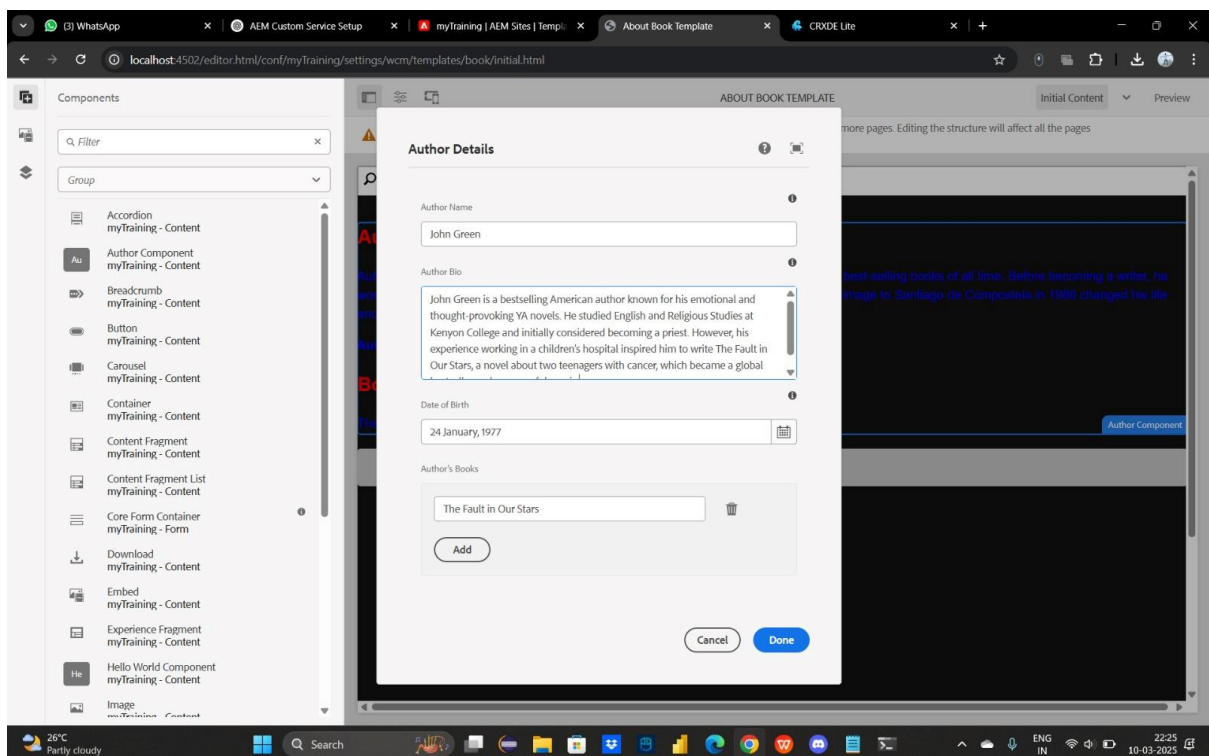 (3) WhatsApp
AEM Custom Service Setup
myTraining | AEM Sites | Templ
About Book Template
CRXDE Lite
localhost:4502/editor.html/conf/myTraining/settings/wcm/templates/book/initial.html
Components
ABOUT BOOK TEMPLATE
Initial Content
Preview
Filter
more pages. Editing the structure will affect all the pages
Group
Accordion
myTraining - Content
Au
Author Component
myTraining - Content
Breadcrumb
myTraining - Content
Button
myTraining - Content
Carousel
myTraining - Content
Container
myTraining - Content
Content Fragment
myTraining - Content
Content Fragment List
myTraining - Content
Core Form Container
myTraining - Form
Download
myTraining - Content
Embed
myTraining - Content
Experience Fragment
myTraining - Content
He
Hello World Component
myTraining - Content
Image
myTraining - Content
Author Details
Author Name
John Green
Author Bio
John Green is a bestselling American author known for his emotional and
thought-provoking YA novels. He studied English and Religious Studies at
Kenyon College and initially considered becoming a priest. However, his
experience working in a children's hospital inspired him to write The Fault in
Our Stars, a novel about two teenagers with cancer, which became a global
Date of Birth
24 January, 1977
Author's Books
The Fault in Our Stars
Add
Cancel
Done
best-selling books of all time. Before becoming a writer, he
image to Santiago de Compostela in 1986 changed his life
Author Component
26°C
Partly cloudy
Search
ENG
IN
22:25
10-03-2025